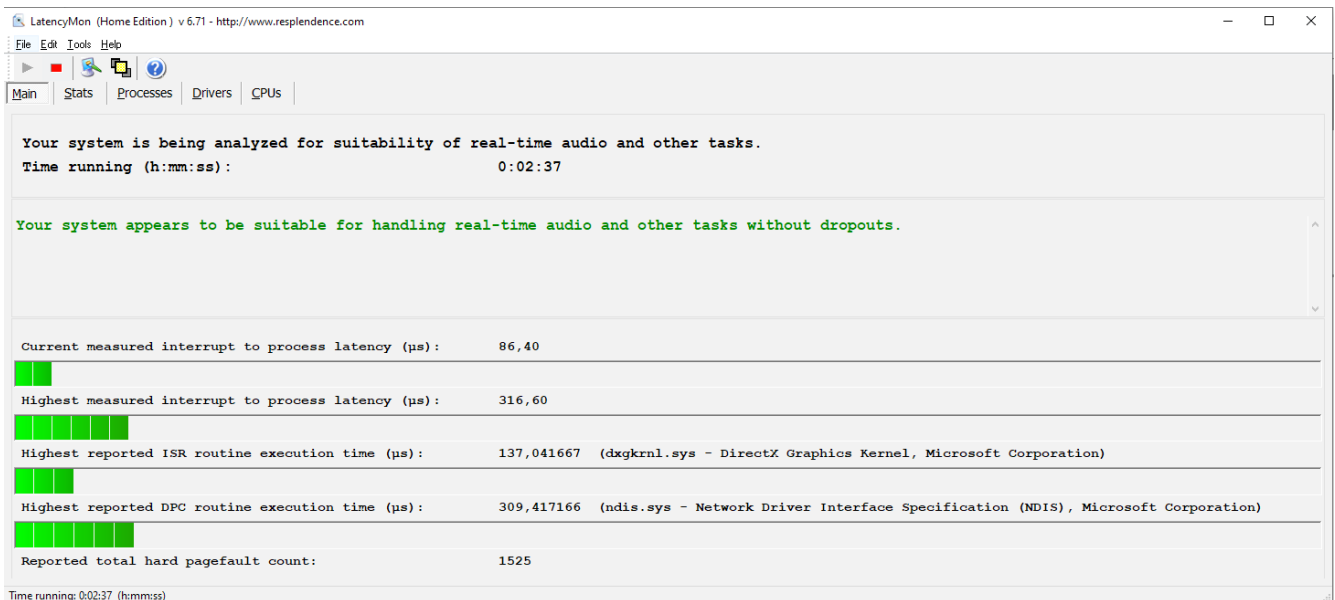 LatencyMon (Home Edition ) v 6.71 - http://www.resplendence.com
File Edit Tools Help
Main Stats Processes Drivers CPUs
Your system is being analyzed for suitability of real-time audio and other tasks.
Time running (h:mm:ss): 0:02:37
Your system appears to be suitable for handling real-time audio and other tasks without dropouts.
Current measured interrupt to process latency (µs): 86,40
Highest measured interrupt to process latency (µs): 316,60
Highest reported ISR routine execution time (µs): 137,041667 (dxgkrnl.sys - DirectX Graphics Kernel, Microsoft Corporation)
Highest reported DPC routine execution time (µs): 309,417166 (ndis.sys - Network Driver Interface Specification (NDIS), Microsoft Corporation)
Reported total hard pagefault count: 1525
Time running: 0:02:37 (h:mm:ss)